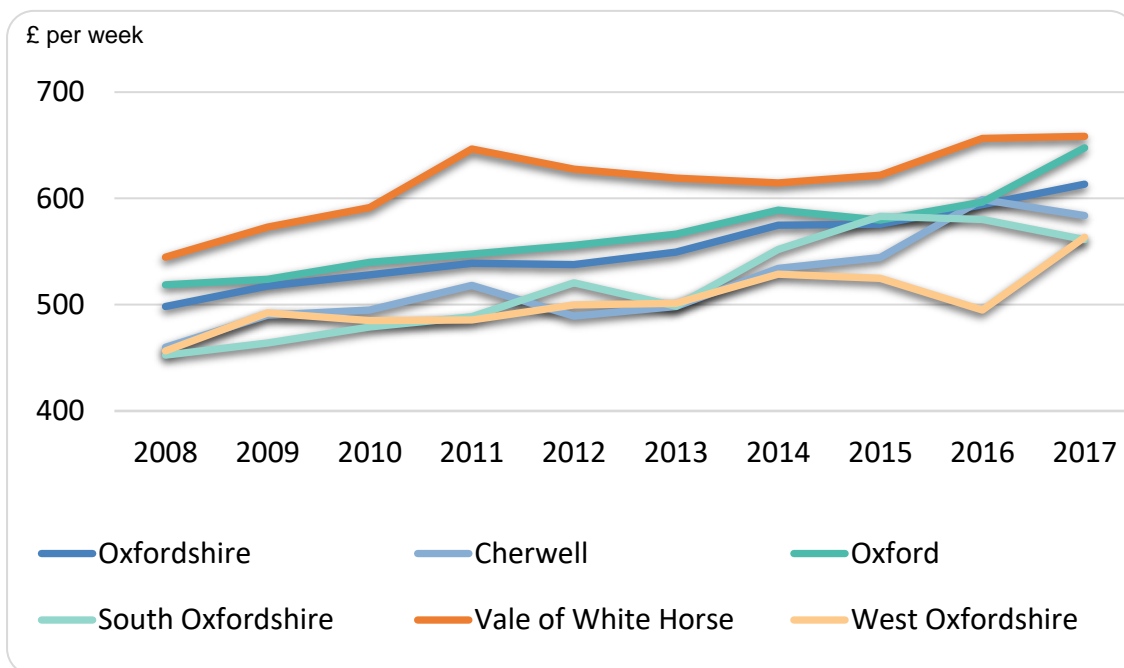 £ per week
700
600
500
400
2008 2009 2010 2011 2012 2013 2014 2015 2016 2017
Oxfordshire Cherwell Oxford
South Oxfordshire Vale of White Horse West Oxfordshire